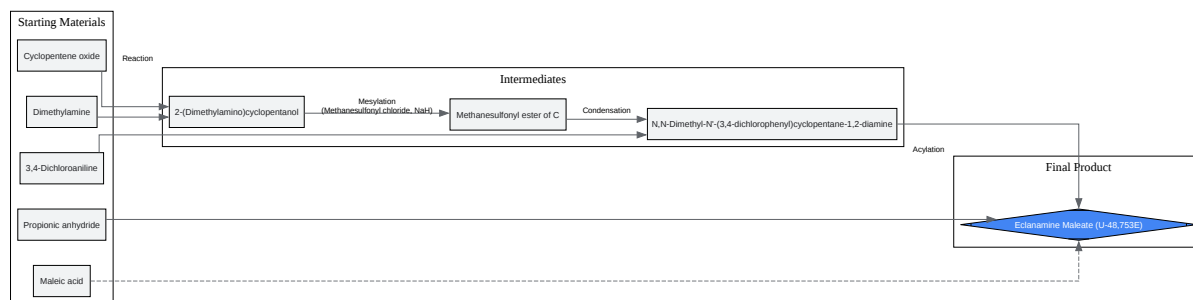 Starting Materials
Cyclopentene oxide
Reaction
Intermediates
Dimethylamine
2-(Dimethylamino)cyclopentanol
Mesylation
(Methanesulfonyl chloride, NaH)
Methanesulfonyl ester of C
Condensation
N,N-Dimethyl-N'-(3,4-dichlorophenyl)cyclopentane-1,2-diamine
3,4-Dichloroaniline
Acylation
Final Product
Propionic anhydride
Eclanamine Maleate (U-48,753E)
Maleic acid